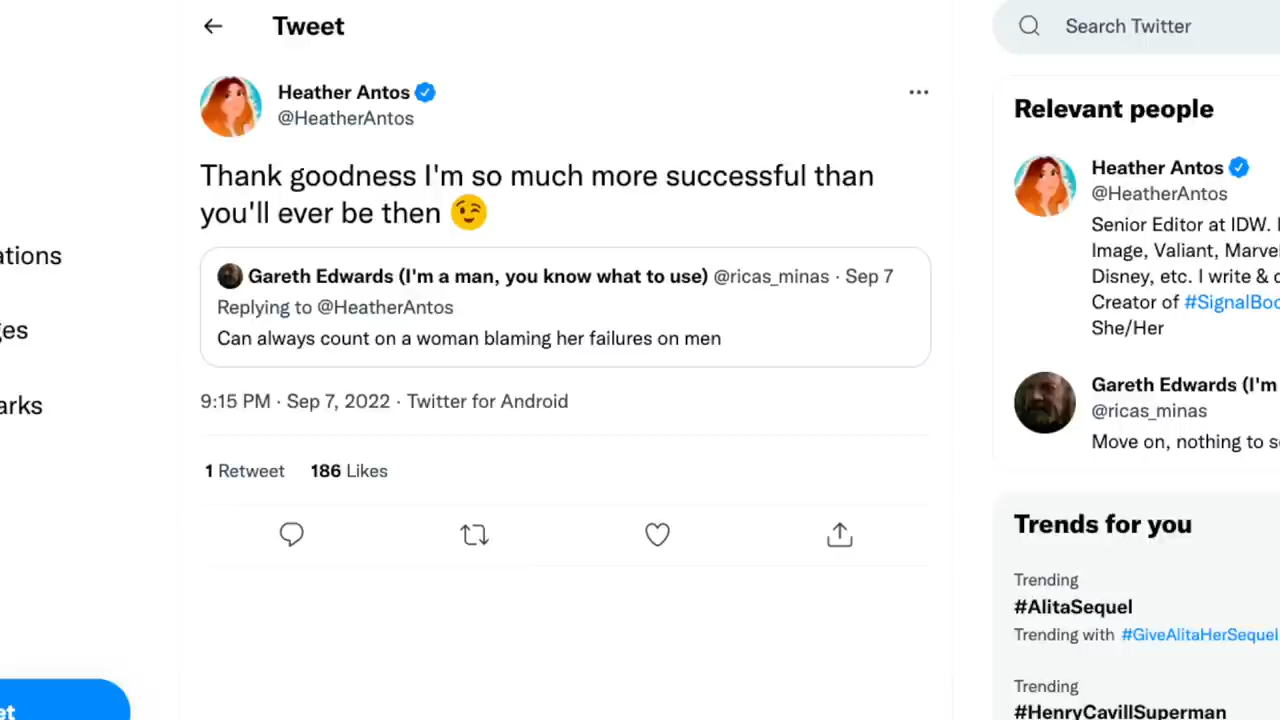 Tweet
Heather Antos
@HeatherAntos
Thank goodness I'm so much more successful than
you'll ever be then
Gareth Edwards (I'm a man, you know what to use) @ricas_minas · Sep 7
Replying to @HeatherAntos
Can always count on a woman blaming her failures on men
9:15 PM · Sep 7, 2022 · Twitter for Android
1 Retweet 186 Likes
Search Twitter
Relevant people
Heather Antos
@HeatherAntos
Senior Editor at IDW.
Image, Valiant, Marve
Disney, etc. I write &
Creator of #SignalBoo
She/Her
Gareth Edwards (I'm
@ricas_minas
Move on, nothing to s
Trends for you
Trending
#AlitaSequel
Trending with #GiveAlitaHerSequel
Trending
#HenryCavillSuperman
ations
es
arks
et